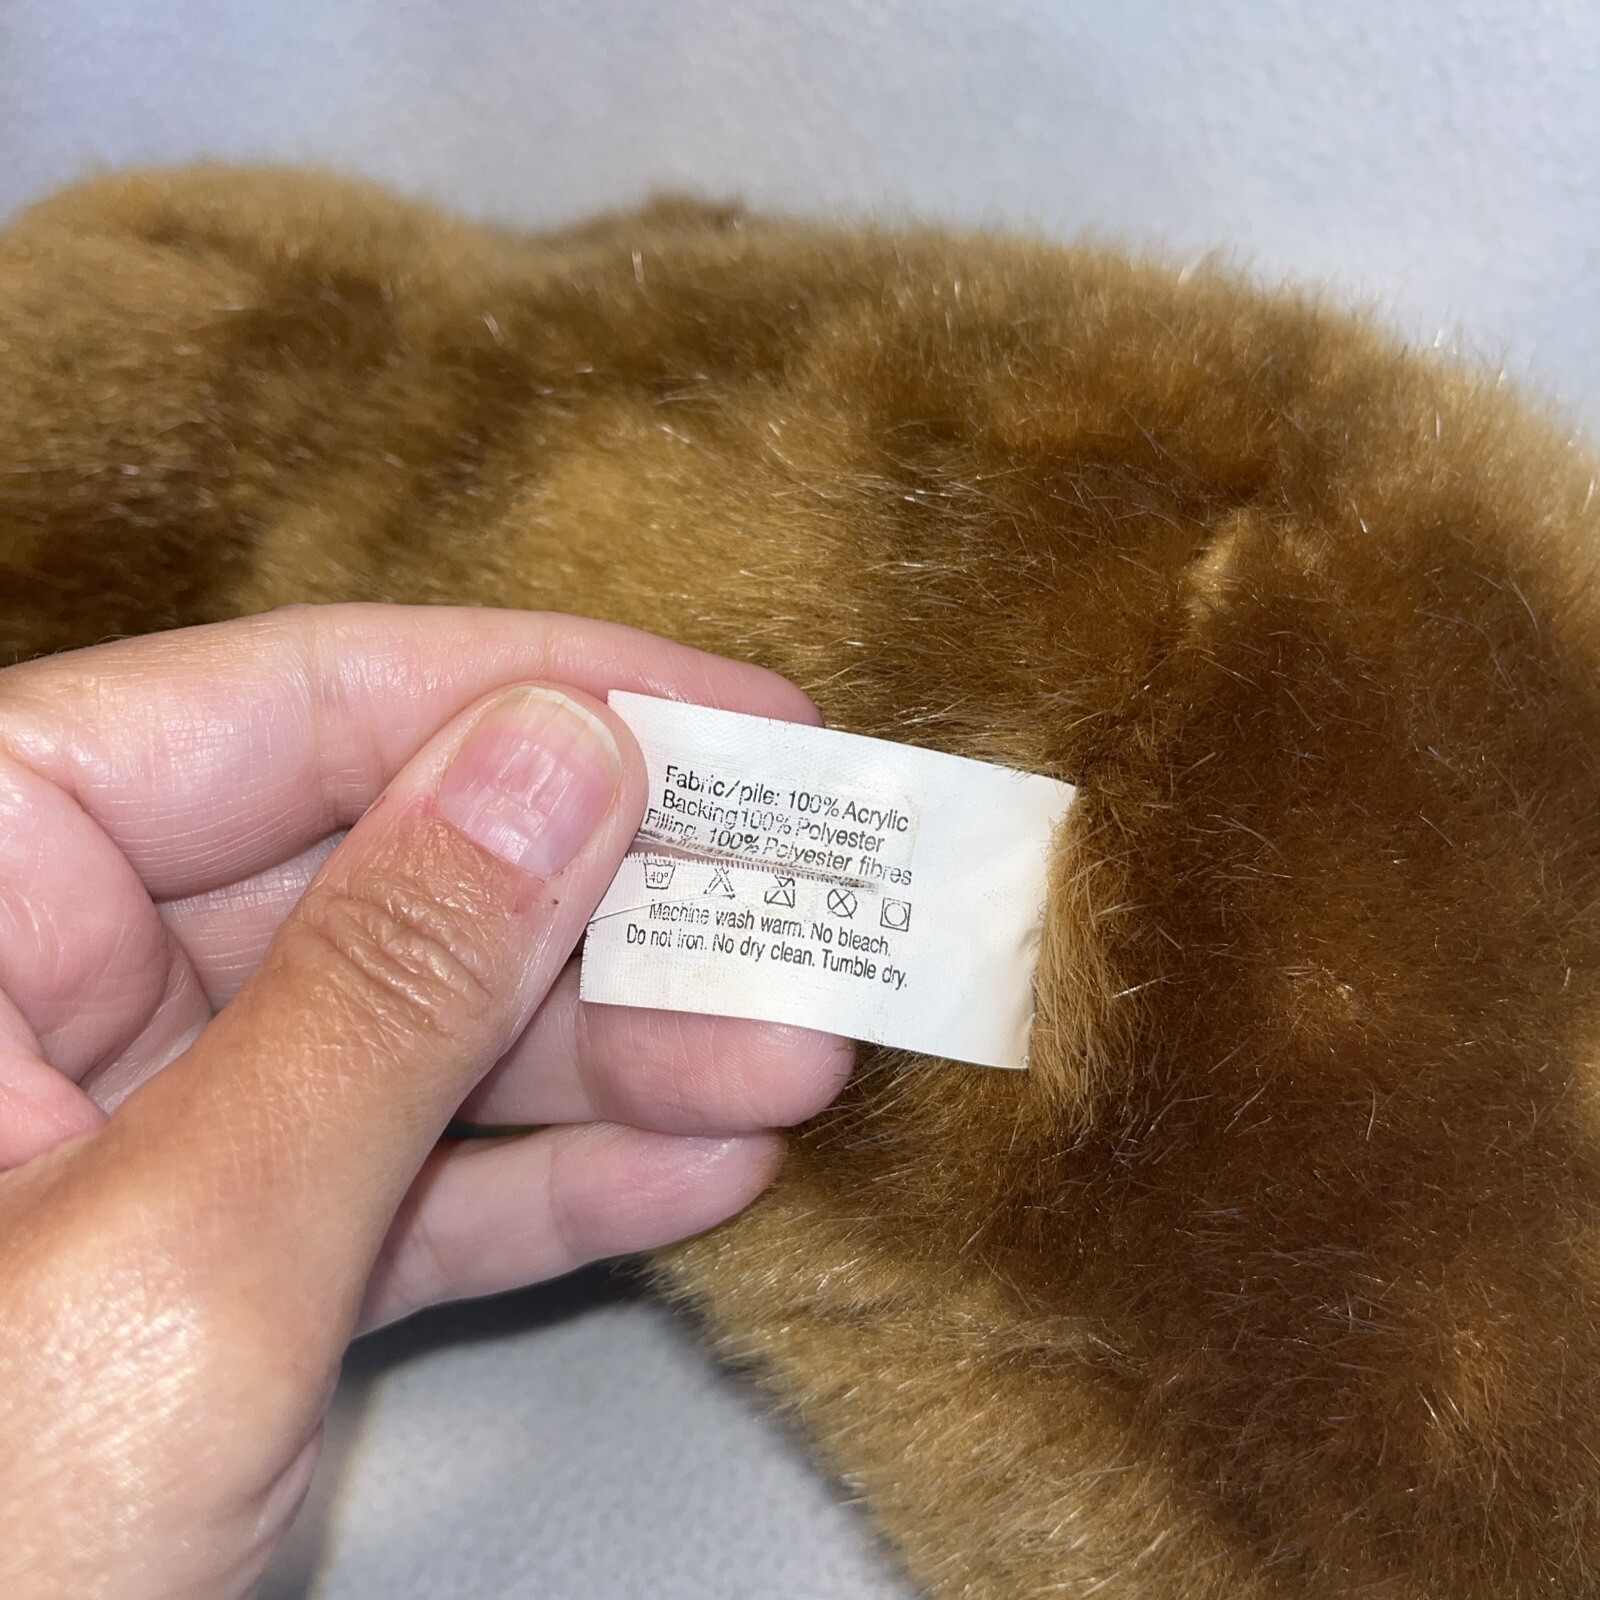 Fabric/pile: 100% Acrylic
Backing100% Polyester
Filling. 100% Polyester fibres
40°
Machine wash warm. No bleach.
Do not iron. No dry clean. Tumble dry.